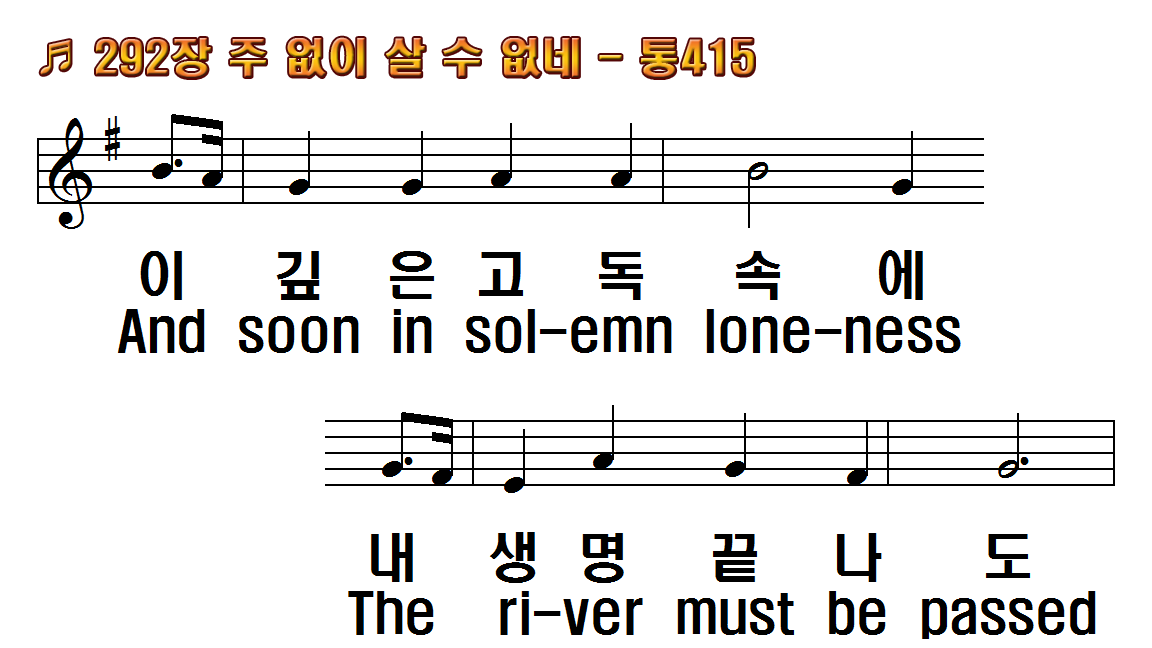 ♬ 292장 주 없이 살 수 없네 - 통415
이 깊 은 고 독 속 에
And soon in sol-emn lone-ness
내 생 명 끝 나 도
The ri-ver must be passed